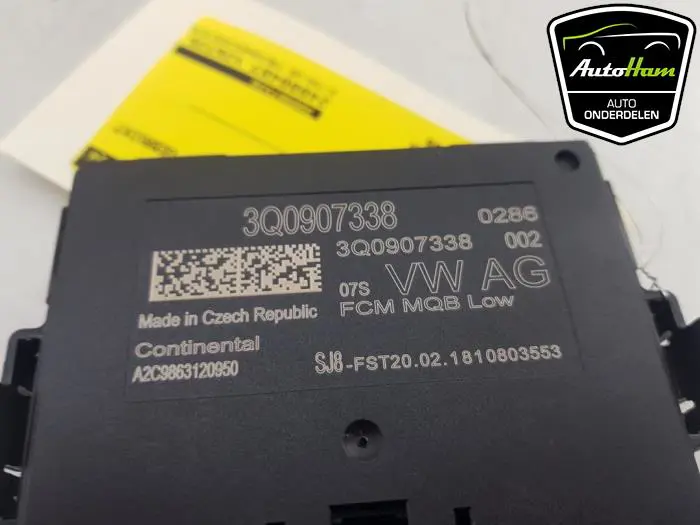 AutoHam
AUTO
ONDERDELEN
3Q0907338 0286
3Q0907338 002
07S VW AG
FCM MQB Low
Made in Czech Republic
Continental
A2C9863120950
SJ8-FST20.02.1810803553